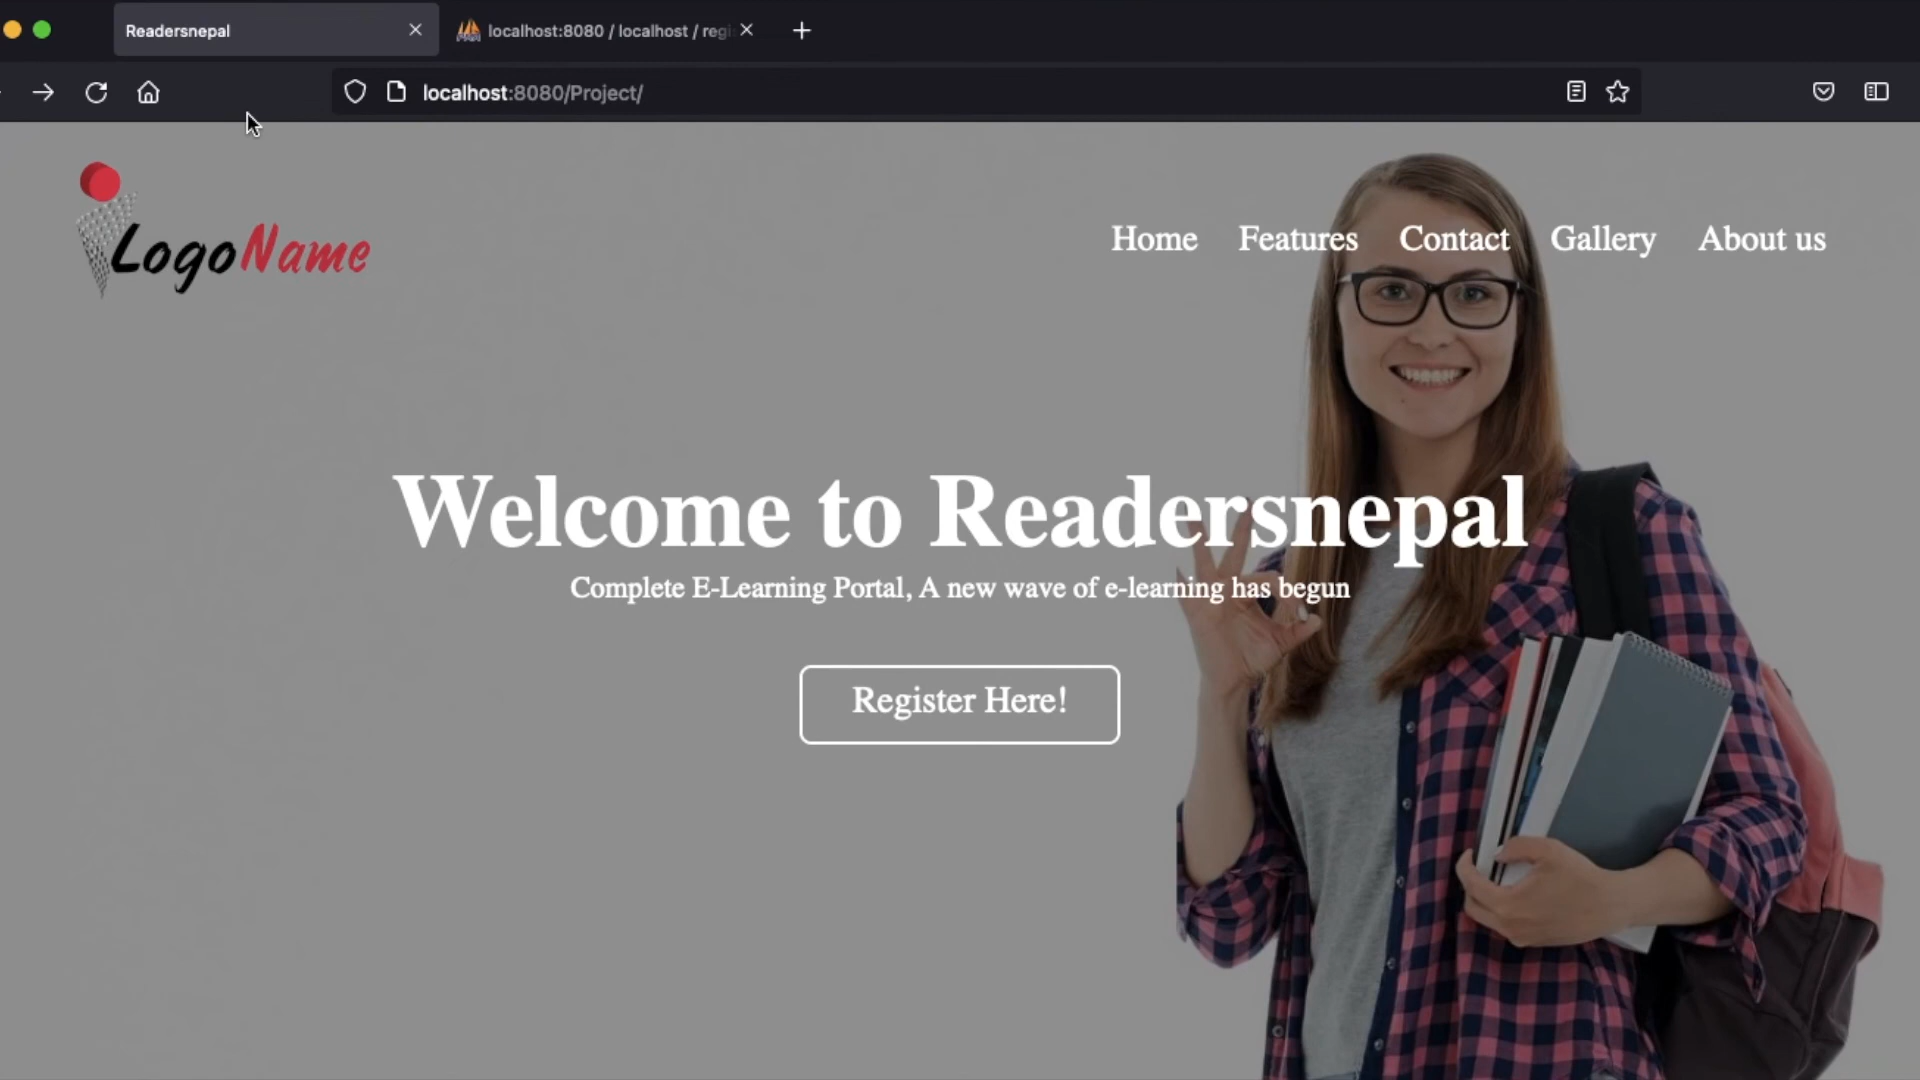 Readersnepal
localhost:8080 / localhost / regi
localhost:8080/Project/
LogoName
Home Features Contact Gallery About us
Welcome to Readersnepal
Complete E-Learning Portal, A new wave of e-learning has begun
Register Here!